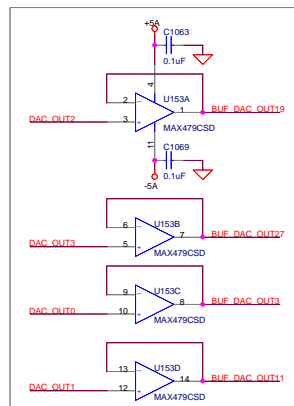 +5A
C1063
0.1uF
4
U153A
2
1
BUF_DAC_OUT19
DAC_OUT2
3
MAX479CSD
11
C1069
0.1uF
-5A
6
U153B
7
BUF_DAC_OUT27
DAC_OUT3
5
MAX479CSD
9
U153C
8
BUF_DAC_OUT3
DAC_OUT0
10
MAX479CSD
13
U153D
14
BUF_DAC_OUT11
DAC_OUT1
12
MAX479CSD